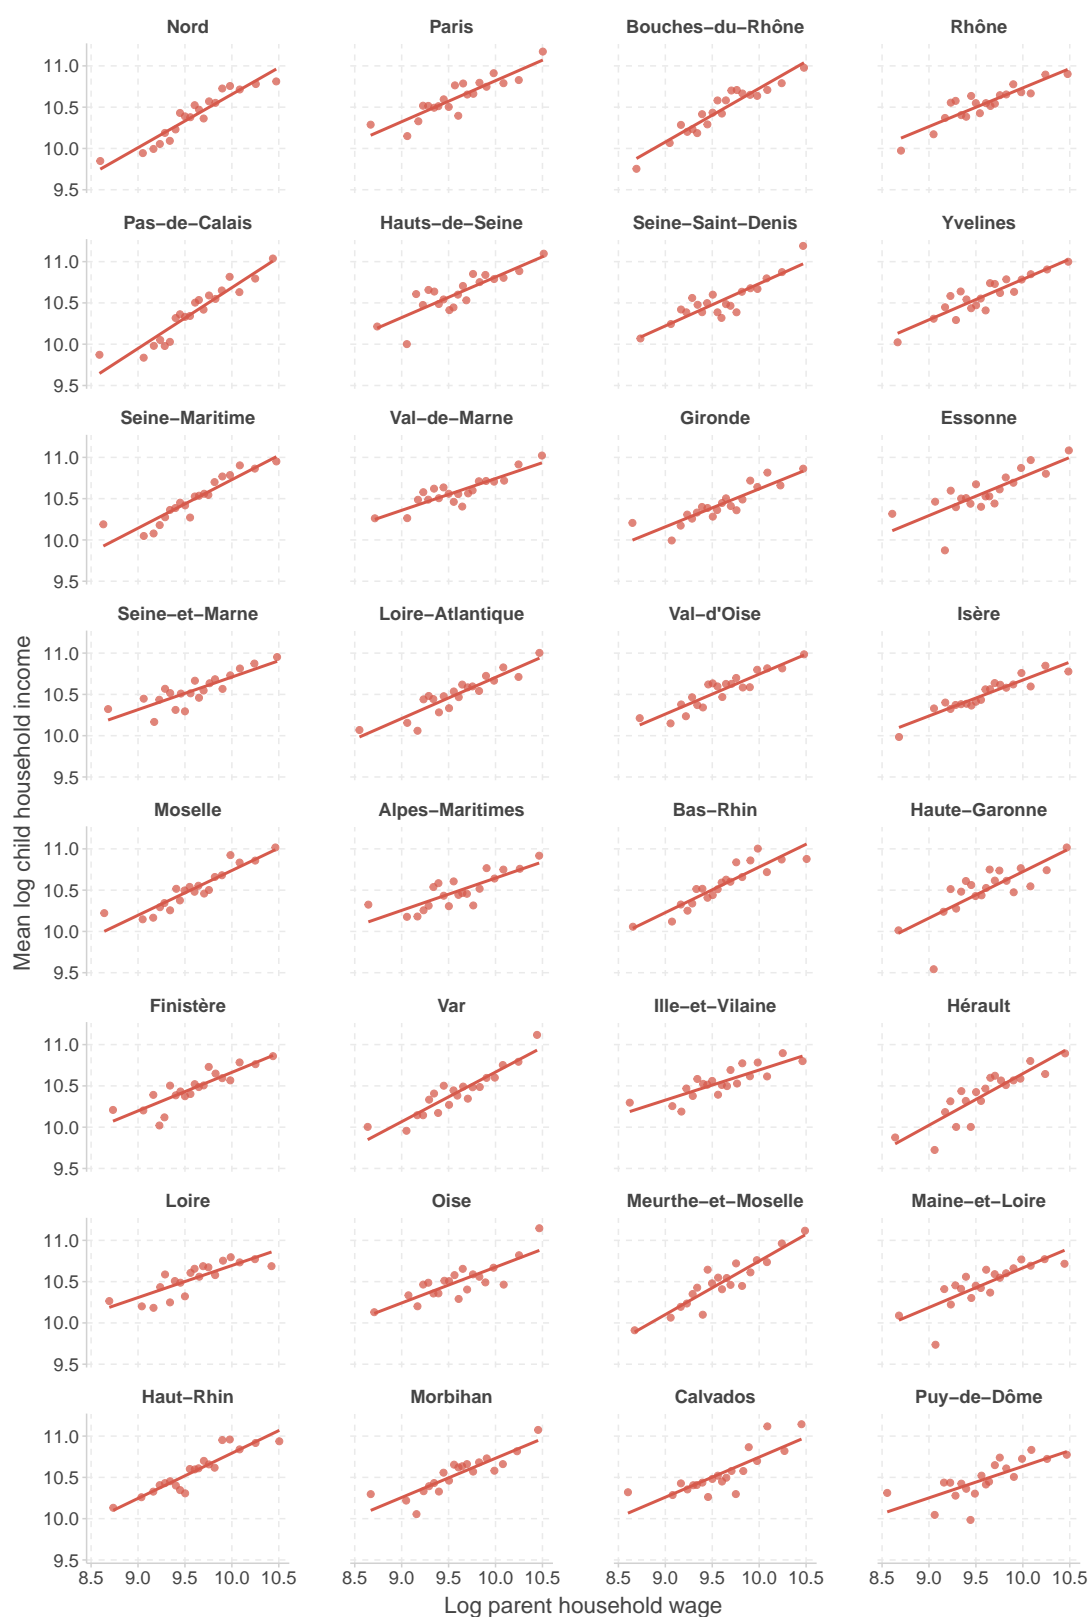 Nord Paris Bouches−du−Rhône Rhône
11.0
10.5
10.0
9.5
Pas−de−Calais Hauts−de−Seine Seine−Saint−Denis Yvelines
11.0
10.5
10.0
9.5
Seine−Maritime Val−de−Marne Gironde Essonne
11.0
10.5
10.0
9.5
Seine−et−Marne Loire−Atlantique Val−d'Oise Isère
11.0
10.5
10.0
9.5
Mean log child household income
Moselle Alpes−Maritimes Bas−Rhin Haute−Garonne
11.0
10.5
10.0
9.5
Finistère Var Ille−et−Vilaine Hérault
11.0
10.5
10.0
9.5
Loire Oise Meurthe−et−Moselle Maine−et−Loire
11.0
10.5
10.0
9.5
Haut−Rhin Morbihan Calvados Puy−de−Dôme
11.0
10.5
10.0
9.5
8.5 9.0 9.5 10.0 10.5 8.5 9.0 9.5 10.0 10.5 8.5 9.0 9.5 10.0 10.5 8.5 9.0 9.5 10.0 10.5
Log parent household wage